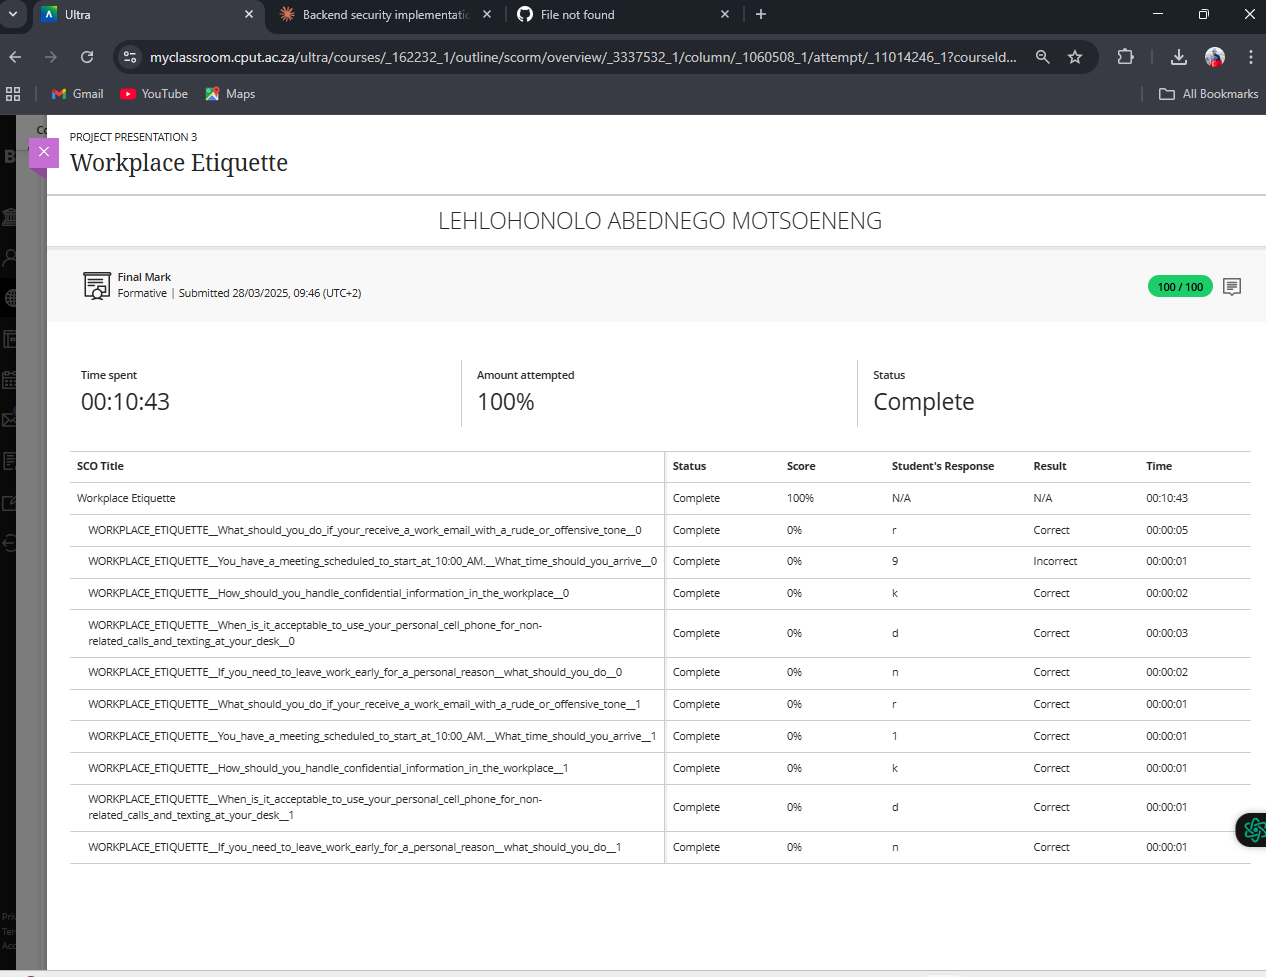 Ultra
Backend security implementatio
File not found
myclassroom.cput.ac.za/ultra/courses/_162232_1/outline/scorm/overview/_3337532_1/column/_1060508_1/attempt/_11014246_1?courseId...
Gmail
YouTube
Maps
All Bookmarks
PROJECT PRESENTATION 3
Workplace Etiquette
LEHLOHONOLO ABEDNEGO MOTSOENENG
Final Mark
Formative | Submitted 28/03/2025, 09:46 (UTC+2)
100 / 100
Time spent
00:10:43
Amount attempted
100%
Status
Complete
SCO Title Status Score Student's Response Result Time
Workplace Etiquette Complete 100% N/A N/A 00:10:43
WORKPLACE_ETIQUETTE__What_should_you_do_if_your_receive_a_work_email_with_a_rude_or_offensive_tone__0 Complete 0% r Correct 00:00:05
WORKPLACE_ETIQUETTE__You_have_a_meeting_scheduled_to_start_at_10:00_AM.__What_time_should_you_arrive__0 Complete 0% 9 Incorrect 00:00:01
WORKPLACE_ETIQUETTE__How_should_you_handle_confidential_information_in_the_workplace__0 Complete 0% k Correct 00:00:02
WORKPLACE_ETIQUETTE__When_is_it_acceptable_to_use_your_personal_cell_phone_for_non-
related_calls_and_texting_at_your_desk__0 Complete 0% d Correct 00:00:03
WORKPLACE_ETIQUETTE__If_you_need_to_leave_work_early_for_a_personal_reason__what_should_you_do__0 Complete 0% n Correct 00:00:02
WORKPLACE_ETIQUETTE__What_should_you_do_if_your_receive_a_work_email_with_a_rude_or_offensive_tone__1 Complete 0% r Correct 00:00:01
WORKPLACE_ETIQUETTE__You_have_a_meeting_scheduled_to_start_at_10:00_AM.__What_time_should_you_arrive__1 Complete 0% 1 Correct 00:00:01
WORKPLACE_ETIQUETTE__How_should_you_handle_confidential_information_in_the_workplace__1 Complete 0% k Correct 00:00:01
WORKPLACE_ETIQUETTE__When_is_it_acceptable_to_use_your_personal_cell_phone_for_non-
related_calls_and_texting_at_your_desk__1 Complete 0% d Correct 00:00:01
WORKPLACE_ETIQUETTE__If_you_need_to_leave_work_early_for_a_personal_reason__what_should_you_do__1 Complete 0% n Correct 00:00:01